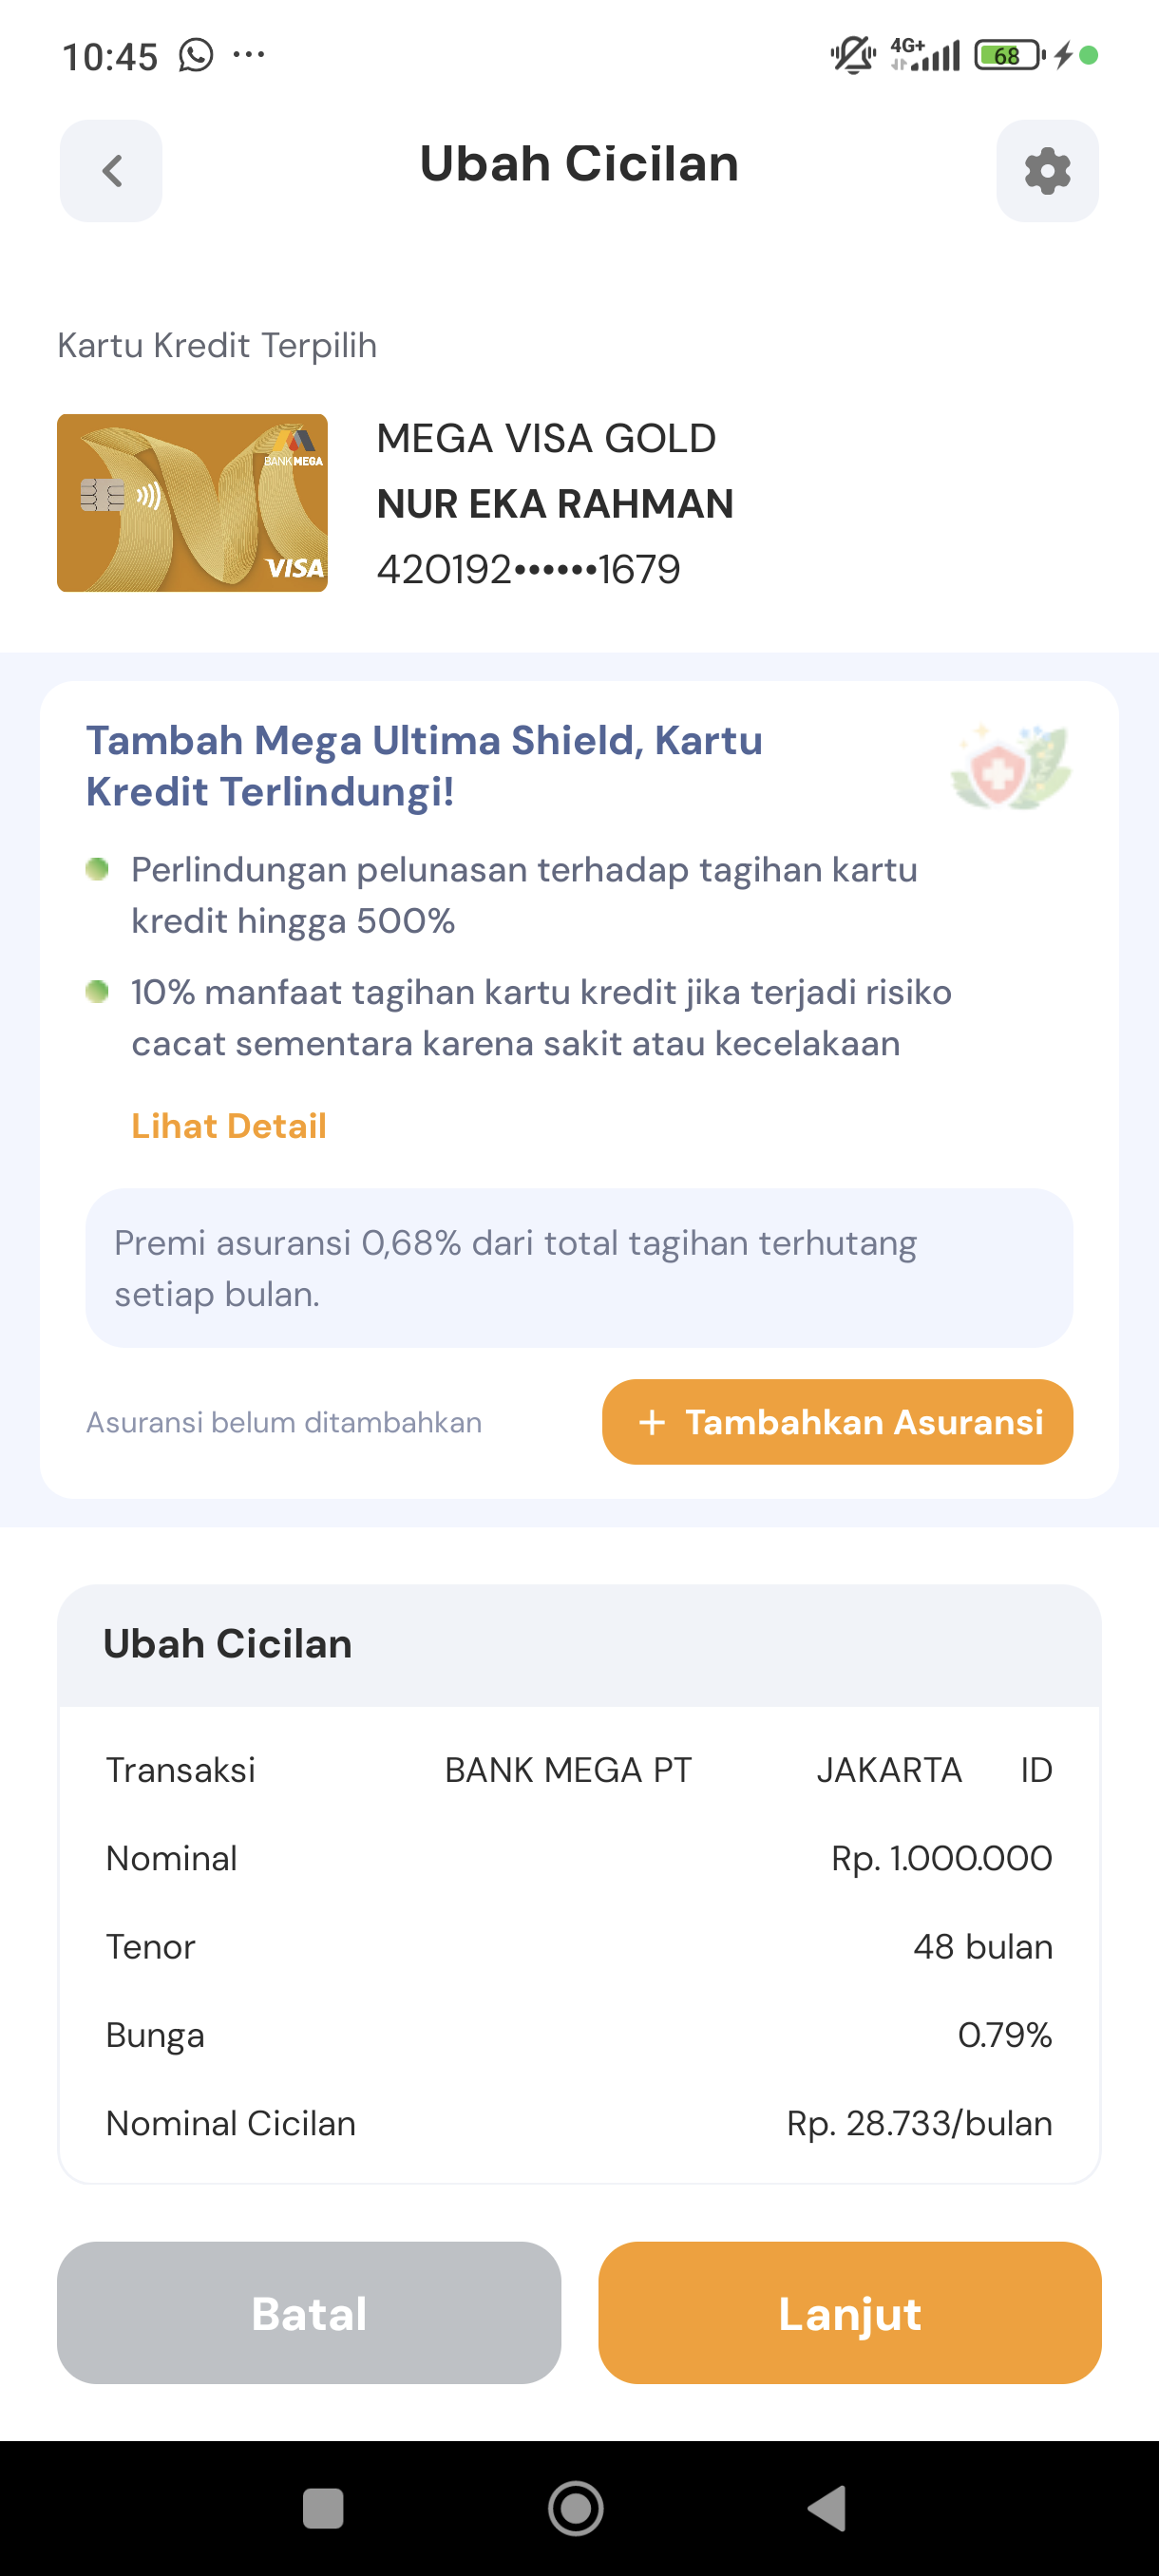 10:45
4G+
68
Ubah Cicilan
Kartu Kredit Terpilih
BANK MEGA
VISA
MEGA VISA GOLD
NUR EKA RAHMAN
420192••••••1679
Tambah Mega Ultima Shield, Kartu
Kredit Terlindungi!
Perlindungan pelunasan terhadap tagihan kartu
kredit hingga 500%
10% manfaat tagihan kartu kredit jika terjadi risiko
cacat sementara karena sakit atau kecelakaan
Lihat Detail
Premi asuransi 0,68% dari total tagihan terhutang
setiap bulan.
Asuransi belum ditambahkan
+ Tambahkan Asuransi
Ubah Cicilan
Transaksi BANK MEGA PT JAKARTA ID
Nominal Rp. 1.000.000
Tenor 48 bulan
Bunga 0.79%
Nominal Cicilan Rp. 28.733/bulan
Batal Lanjut